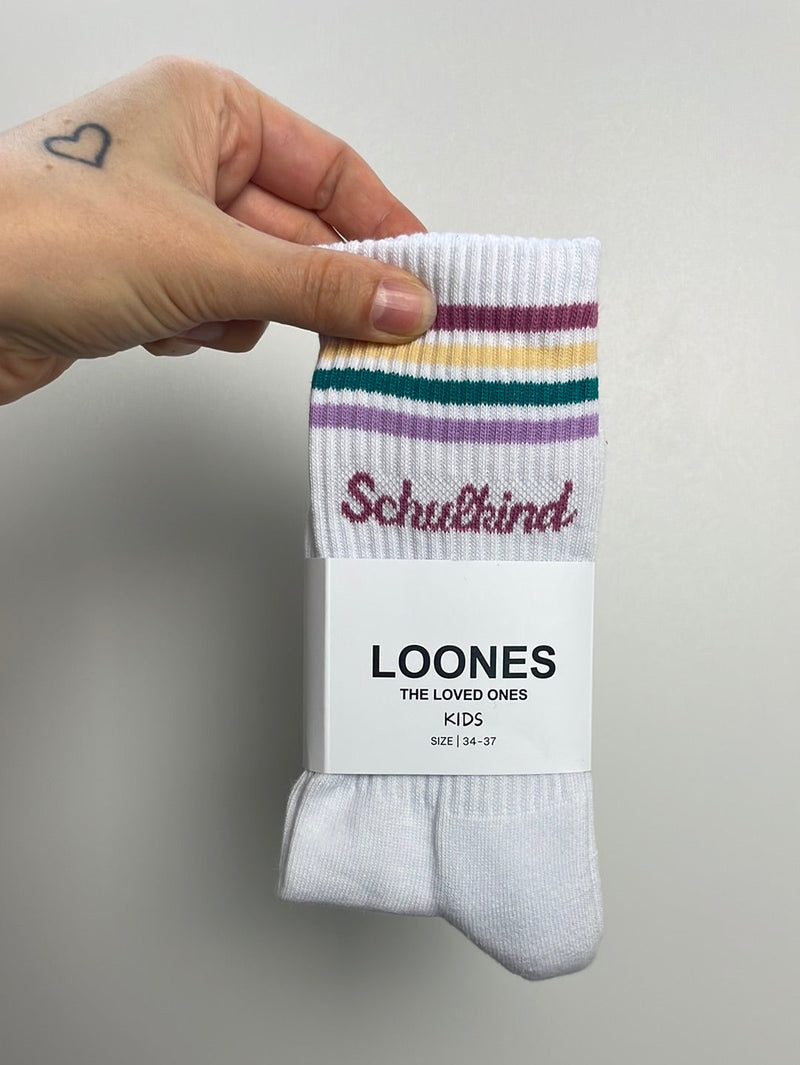 Schulkind
LOONES
THE LOVED ONES
KIDS
SIZE | 34-37